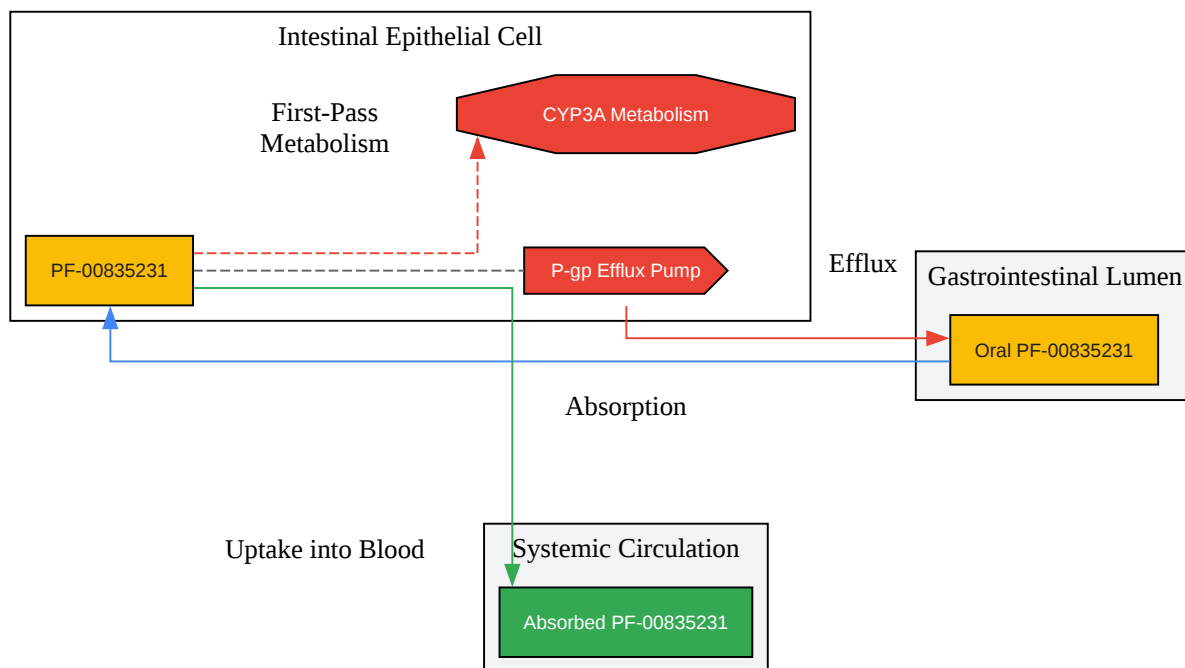 Intestinal Epithelial Cell
First-Pass
Metabolism
CYP3A Metabolism
PF-00835231
P-gp Efflux Pump
Efflux
Gastrointestinal Lumen
Oral PF-00835231
Absorption
Uptake into Blood
Systemic Circulation
Absorbed PF-00835231